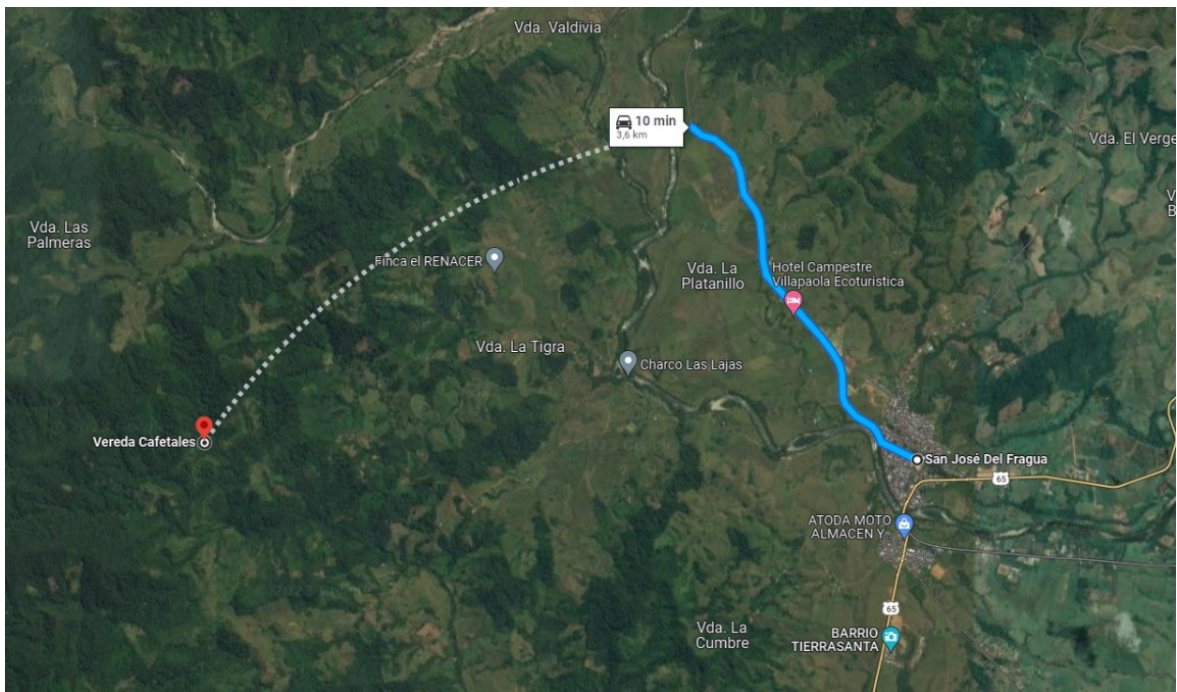 Vda. Valdivia
10 min
3,6 km
Vda. El Verge
Vda. Las
Palmeras
Finca el RENACER
Vda. La
Platanillo
Hotel Campestre
Villapaola Ecoturistica
Vda. La Tigra
Charco Las Lajas
Vereda Cafetales
San José Del Fragua
65
ATODA MOTO
ALMACEN Y...
65
Vda. La
Cumbre
BARRIO
TIERRASANTA
V
B